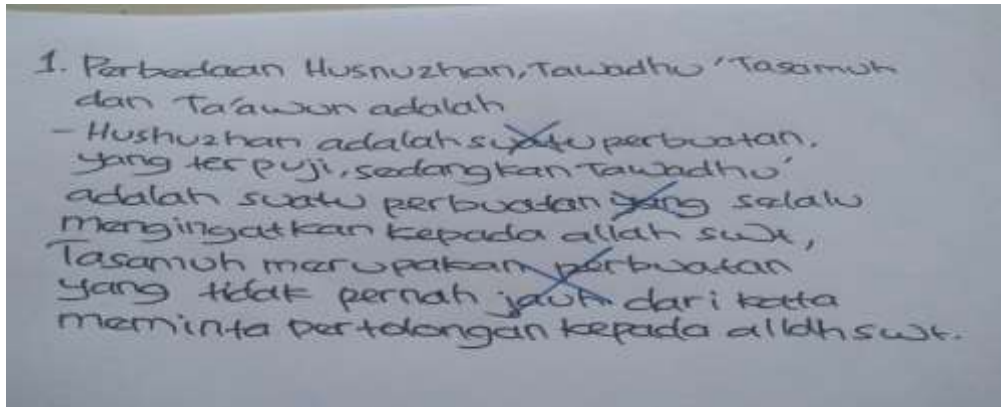 1. Perbedaan Husnuzhan, Tawadhu' Tasamuh
dan Ta'awun adalah
- Hushuzhan adalah suatu perbuatan.
yang terpuji, sedangkan Tawadhu'
adalah suatu perbuatan yang selalu
mengingatkan kepada allah swt,
Tasamuh merupakan perbuatan
yang tidak pernah jauh dari kata
meminta pertolongan kepada allah swt.